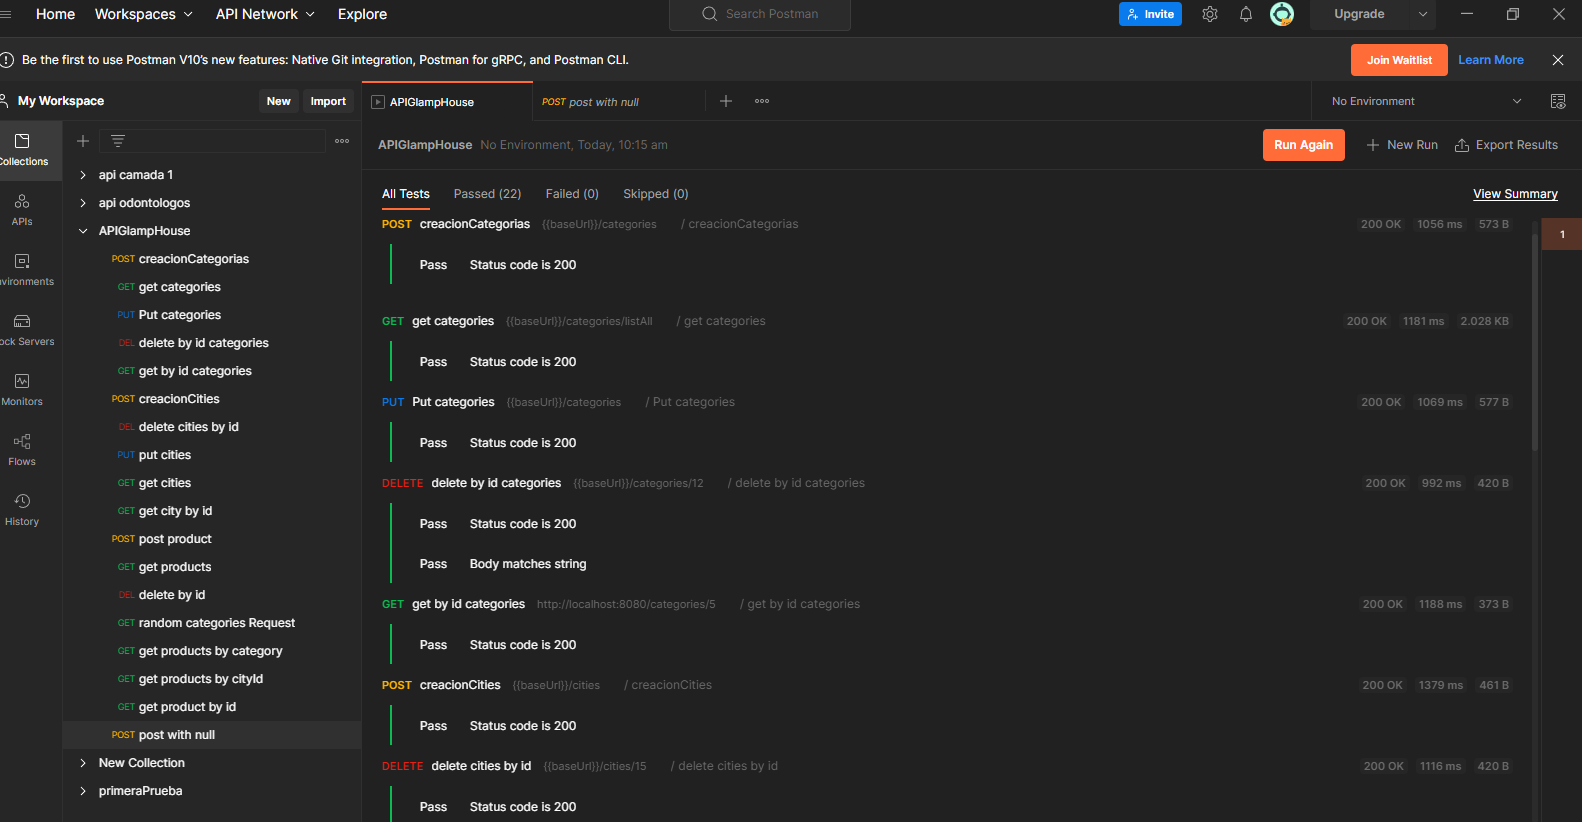 Home Workspaces API Network Explore Search Postman Invite Upgrade
Be the first to use Postman V10's new features: Native Git integration, Postman for gRPC, and Postman CLI. Join Waitlist Learn More
My Workspace New Import
APIGlampHouse POST post with null No Environment
Collections
APIs
nvironments
ock Servers
Monitors
Flows
History
api camada 1
api odontologos
APIGlampHouse
POST creacionCategorias
GET get categories
PUT Put categories
DEL delete by id categories
GET get by id categories
POST creacionCities
DEL delete cities by id
PUT put cities
GET get cities
GET get city by id
POST post product
GET get products
DEL delete by id
GET random categories Request
GET get products by category
GET get products by cityId
GET get product by id
POST post with null
New Collection
primeraPrueba
APIGlampHouse No Environment, Today, 10:15 am Run Again New Run Export Results
All Tests Passed (22) Failed (0) Skipped (0) View Summary
POST creacionCategorias {{baseUrl}}/categories / creacionCategorias 200 OK 1056 ms 573 B
1
Pass Status code is 200
GET get categories {{baseUrl}}/categories/listAll / get categories 200 OK 1181 ms 2.028 KB
Pass Status code is 200
PUT Put categories {{baseUrl}}/categories / Put categories 200 OK 1069 ms 577 B
Pass Status code is 200
DELETE delete by id categories {{baseUrl}}/categories/12 / delete by id categories 200 OK 992 ms 420 B
Pass Status code is 200
Pass Body matches string
GET get by id categories http://localhost:8080/categories/5 / get by id categories 200 OK 1188 ms 373 B
Pass Status code is 200
POST creacionCities {{baseUrl}}/cities / creacionCities 200 OK 1379 ms 461 B
Pass Status code is 200
DELETE delete cities by id {{baseUrl}}/cities/15 / delete cities by id 200 OK 1116 ms 420 B
Pass Status code is 200